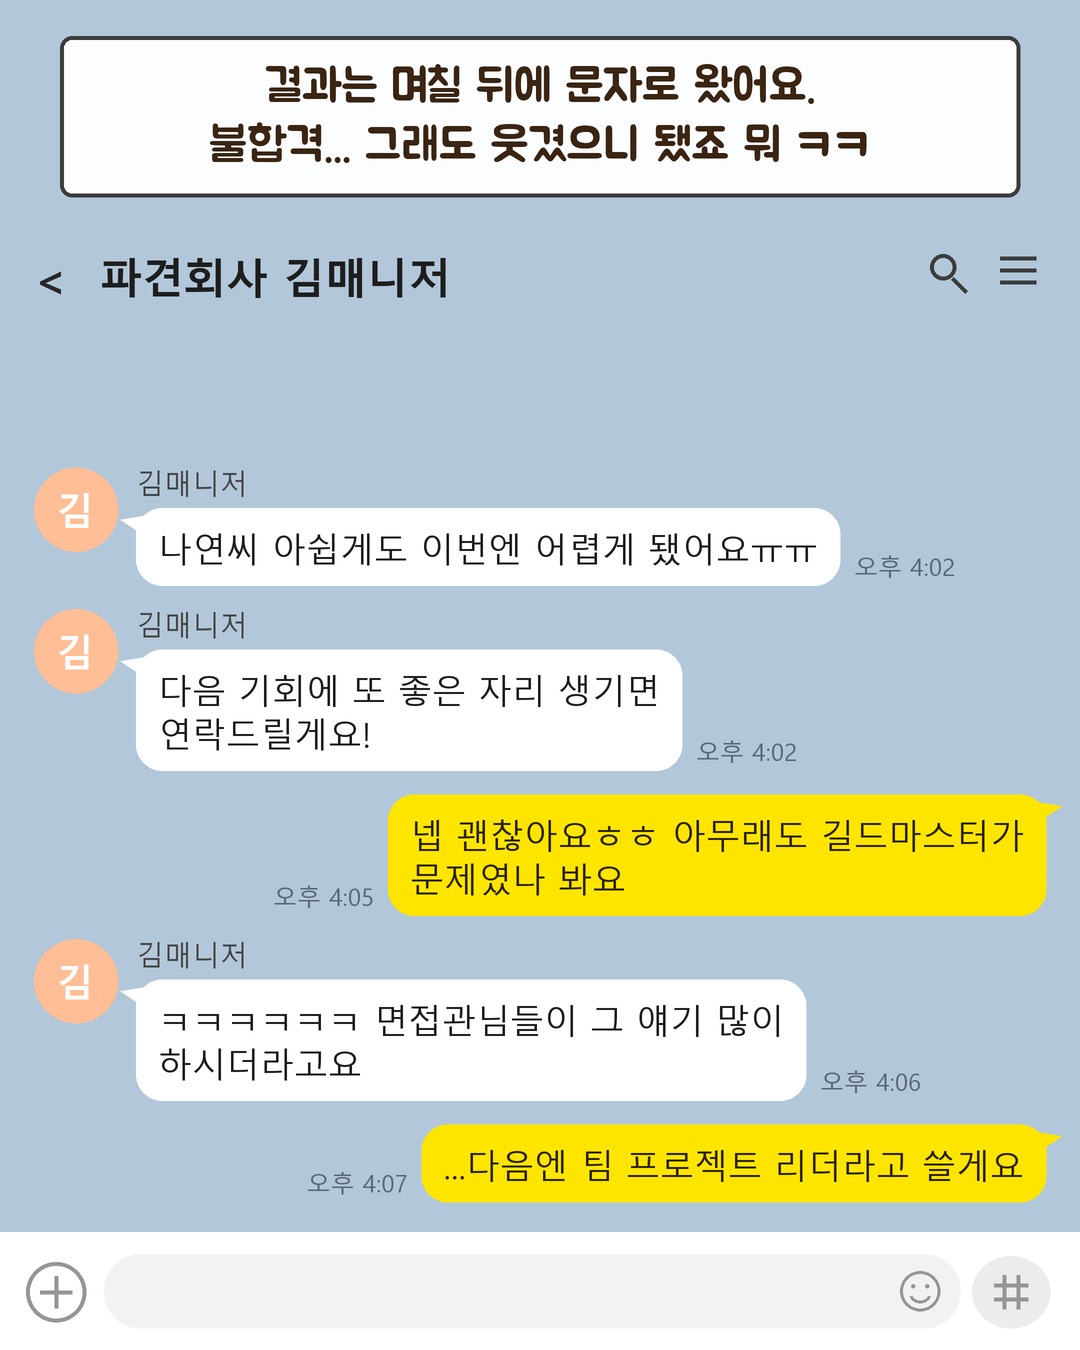 결과는 며칠 뒤에 문자로 왔어요.
불합격... 그래도 웃겼으니 됐죠 뭐 ㅋㅋ
< 파견회사 김매니저
김매니저
김
나연씨 아쉽게도 이번엔 어렵게 됐어요ㅠㅠ
오후 4:02
김매니저
김
다음 기회에 또 좋은 자리 생기면
연락드릴게요!
오후 4:02
넵 괜찮아요ㅎㅎ 아무래도 길드마스터가
문제였나 봐요
오후 4:05
김매니저
김
ㅋㅋㅋㅋㅋㅋ 면접관님들이 그 얘기 많이
하시더라고요
오후 4:06
...다음엔 팀 프로젝트 리더라고 쓸게요
오후 4:07